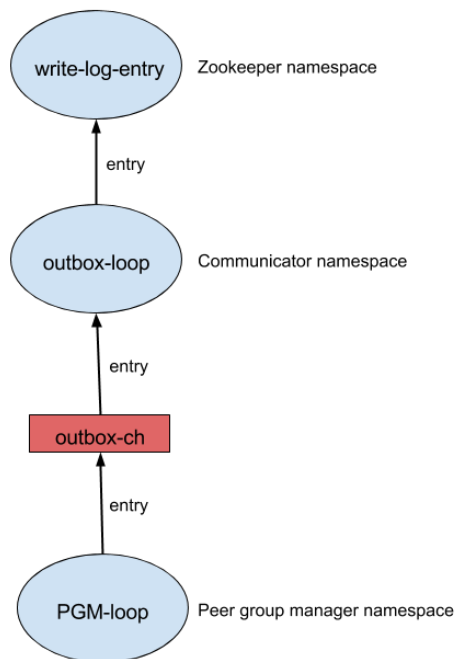 write-log-entry
Zookeeper namespace
entry
outbox-loop
Communicator namespace
entry
outbox-ch
entry
PGM-loop
Peer group manager namespace